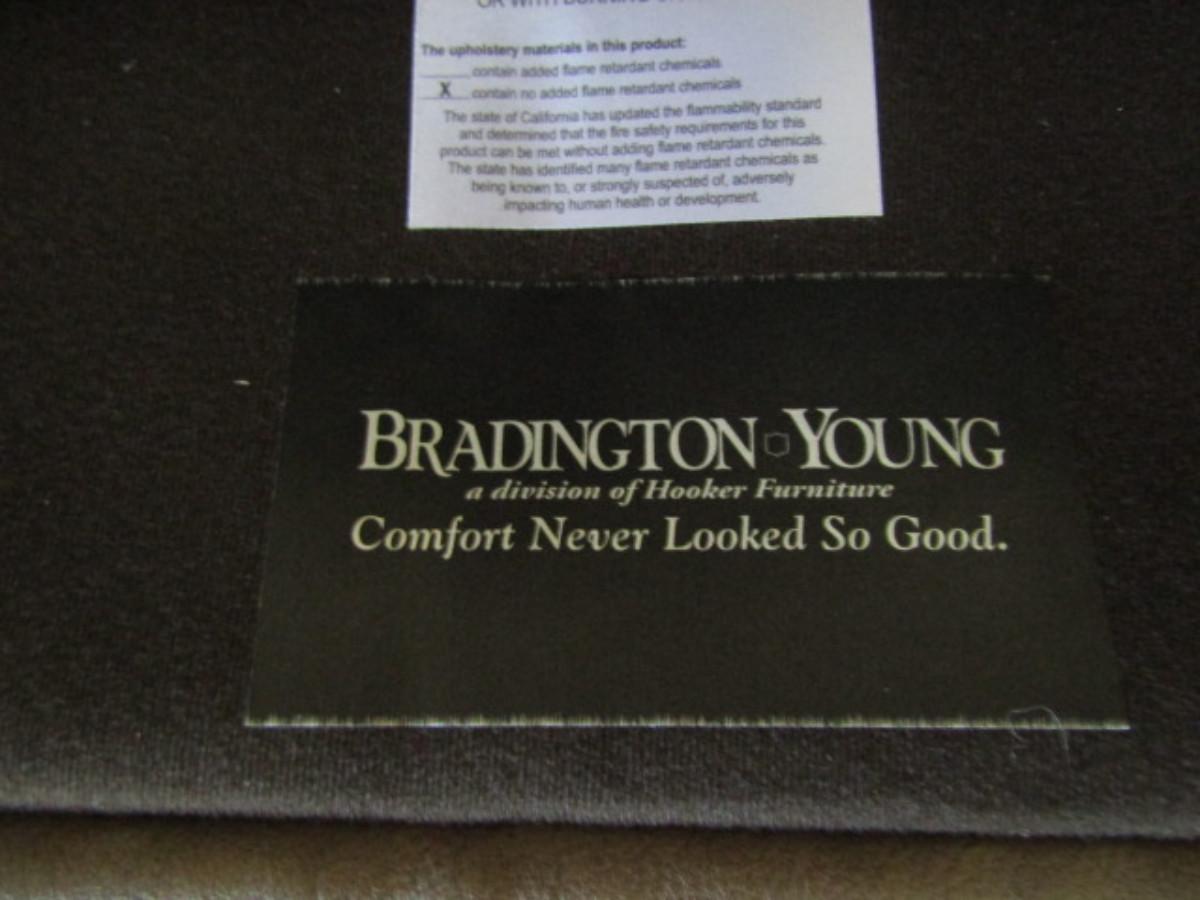 OR WITH BURNING
The upholstery materials in this product:
contain added flame retardant chemicals
X contain no added flame retardant chemicals
The state of California has updated the flammability standard
and determined that the fire safety requirements for this
product can be met without adding flame retardant chemicals.
The state has identified many flame retardant chemicals as
being known to, or strongly suspected of, adversely
impacting human health or development.
BRADINGTON YOUNG
a division of Hooker Furniture
Comfort Never Looked So Good.